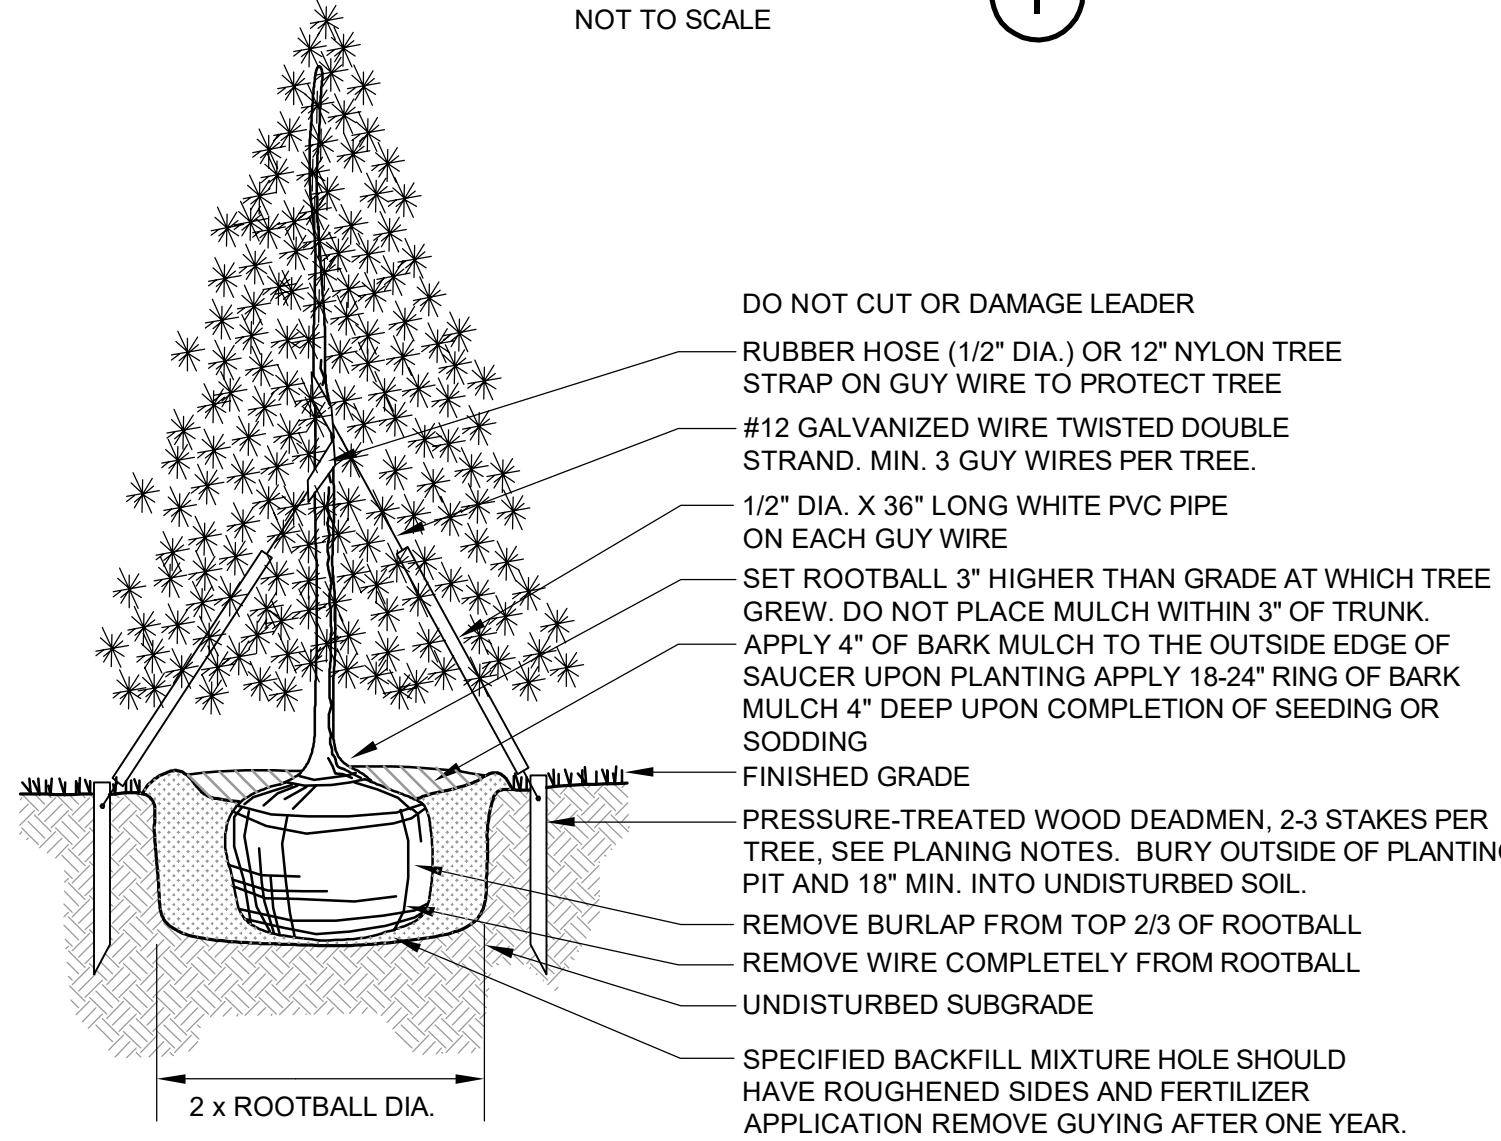 NOT TO SCALE
1
DO NOT CUT OR DAMAGE LEADER
RUBBER HOSE (1/2" DIA.) OR 12" NYLON TREE
STRAP ON GUY WIRE TO PROTECT TREE
#12 GALVANIZED WIRE TWISTED DOUBLE
STRAND. MIN. 3 GUY WIRES PER TREE.
1/2" DIA. X 36" LONG WHITE PVC PIPE
ON EACH GUY WIRE
SET ROOTBALL 3" HIGHER THAN GRADE AT WHICH TREE
GREW. DO NOT PLACE MULCH WITHIN 3" OF TRUNK.
APPLY 4" OF BARK MULCH TO THE OUTSIDE EDGE OF
SAUCER UPON PLANTING APPLY 18-24" RING OF BARK
MULCH 4" DEEP UPON COMPLETION OF SEEDING OR
SODDING
FINISHED GRADE
PRESSURE-TREATED WOOD DEADMEN, 2-3 STAKES PER
TREE, SEE PLANING NOTES. BURY OUTSIDE OF PLANTING
PIT AND 18" MIN. INTO UNDISTURBED SOIL.
REMOVE BURLAP FROM TOP 2/3 OF ROOTBALL
REMOVE WIRE COMPLETELY FROM ROOTBALL
UNDISTURBED SUBGRADE
SPECIFIED BACKFILL MIXTURE HOLE SHOULD
HAVE ROUGHENED SIDES AND FERTILIZER
APPLICATION REMOVE GUYING AFTER ONE YEAR.
2 x ROOTBALL DIA.